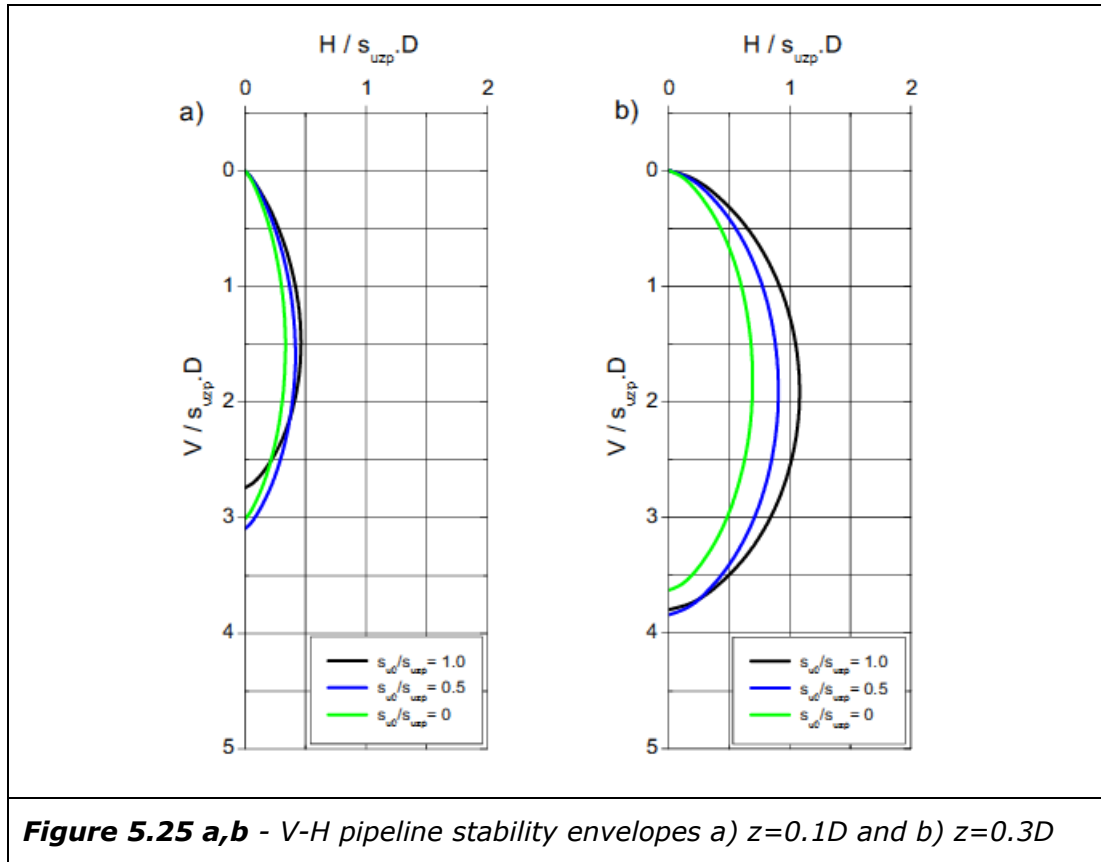 H / s_uzp.D
0 1 2
a)
0
1
2
3
4
5
V / s_uzp.D
s_u0/s_uzp= 1.0
s_u0/s_uzp= 0.5
s_u0/s_uzp= 0
H / s_uzp.D
0 1 2
b)
0
1
2
3
4
5
V / s_uzp.D
s_u0/s_uzp= 1.0
s_u0/s_uzp= 0.5
s_u0/s_uzp= 0
Figure 5.25 a,b - V-H pipeline stability envelopes a) z=0.1D and b) z=0.3D